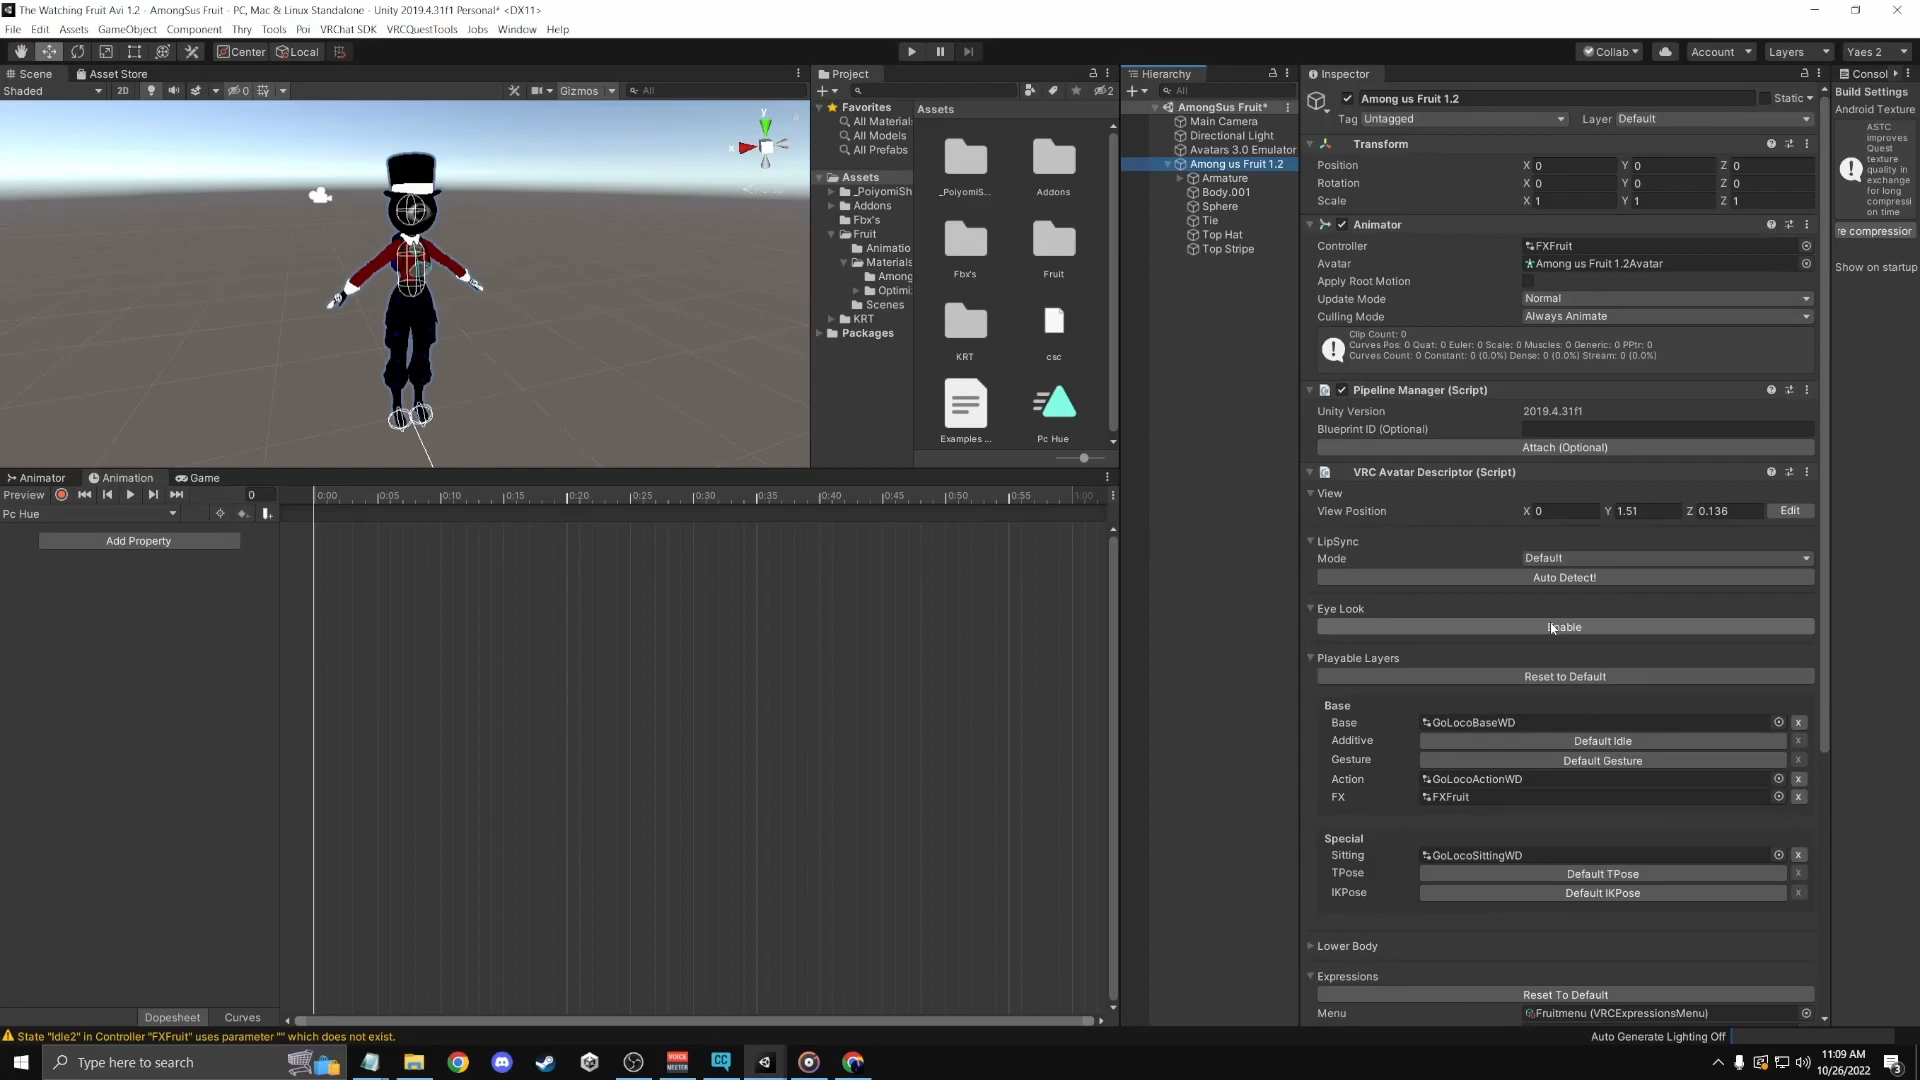 The Watching Fruit Avi 1.2 - AmongSus Fruit - PC, Mac & Linux Standalone - Unity 2019.4.31f1 Personal* <DX11>
File Edit Assets GameObject Component Thry Tools Poi VRChat SDK VRCQuestTools Jobs Window Help
Center Local Collab Account Layers Yaes 2
Scene Asset Store
Shaded 2D 0 Gizmos All
y
x
Persp
Project
2
Favorites
All Material
All Models
All Prefabs
Assets
_PoiyomiSh
Addons
Fbx's
Fruit
Animatio
Materials
Among
Optimi
Scenes
KRT
Packages
Assets
_PoiyomiS...
Addons
Fbx's
Fruit
KRT
csc
Examples ...
Pc Hue
Hierarchy
All
AmongSus Fruit*
Main Camera
Directional Light
Avatars 3.0 Emulator
Among us Fruit 1.2
Armature
Body.001
Sphere
Tie
Top Hat
Top Stripe
Inspector
Among us Fruit 1.2 Static
Tag Untagged Layer Default
Transform
Position X 0 Y 0 Z 0
Rotation X 0 Y 0 Z 0
Scale X 1 Y 1 Z 1
Animator
Controller FXFruit
Avatar Among us Fruit 1.2Avatar
Apply Root Motion
Update Mode Normal
Culling Mode Always Animate
Clip Count: 0
Curves Pos: 0 Quat: 0 Euler: 0 Scale: 0 Muscles: 0 Generic: 0 PPtr: 0
Curves Count: 0 Constant: 0 (0.0%) Dense: 0 (0.0%) Stream: 0 (0.0%)
Pipeline Manager (Script)
Unity Version 2019.4.31f1
Blueprint ID (Optional)
Attach (Optional)
VRC Avatar Descriptor (Script)
View
View Position X 0 Y 1.51 Z 0.136 Edit
LipSync
Mode Default
Auto Detect!
Eye Look
Enable
Playable Layers
Reset to Default
Base
Base GoLocoBaseWD x
Additive Default Idle x
Gesture Default Gesture x
Action GoLocoActionWD x
FX FXFruit x
Special
Sitting GoLocoSittingWD x
TPose Default TPose x
IKPose Default IKPose x
Lower Body
Expressions
Reset To Default
Menu Fruitmenu (VRCExpressionsMenu)
Consol
Build Settings
Android Texture
ASTC
improves
Quest
texture
quality in
exchange
for long
compressi
on time
re compression
Show on startup
Animator Animation Game
Preview 0
0:00 0:05 0:10 0:15 0:20 0:25 0:30 0:35 0:40 0:45 0:50 0:55 1:00
Pc Hue
Add Property
Dopesheet Curves
State "Idle2" in Controller "FXFruit" uses parameter "" which does not exist.
Auto Generate Lighting Off
Type here to search
VOICE
MEETER
CC
11:09 AM
10/26/2022
3